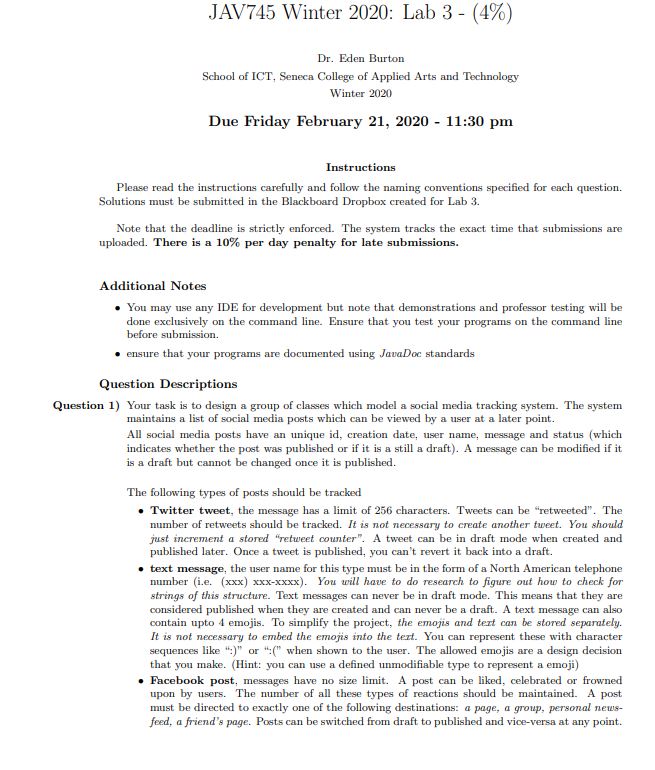 JAV745 Winter 2020: Lab 3 - (4%)
Dr. Eden Burton
School of ICT, Seneca College of Applied Arts and Technology
Winter 2020
Due Friday February 21, 2020 - 11:30 pm
Instructions
Please read the instructions carefully and follow the naming conventions specified for each question.
Solutions must be submitted in the Blackboard Dropbox created for Lab 3.
Note that the deadline is strictly enforced. The system tracks the exact time that submissions are
uploaded. There is a 10% per day penalty for late submissions.
Additional Notes
• You may use any IDE for development but note that demonstrations and professor testing will be
done exclusively on the command line. Ensure that you test your programs on the command line
before submission.
• ensure that your programs are documented using JavaDoc standards
Question Descriptions
Question 1) Your task is to design a group of classes which model a social media tracking system. The system
maintains a list of social media posts which can be viewed by a user at a later point.
All social media posts have an unique id, creation date, user name, message and status (which
indicates whether the post was published or if it is a still a draft). A message can be modified if it
is a draft but cannot be changed once it is published.
The following types of posts should be tracked
• Twitter tweet, the message has a limit of 256 characters. Tweets can be “retweeted”. The
number of retweets should be tracked. It is not necessary to create another tweet. You should
just increment a stored “retweet counter”. A tweet can be in draft mode when created and
published later. Once a tweet is published, you can’t revert it back into a draft.
• text message, the user name for this type must be in the form of a North American telephone
number (i.e. (xxx) xxx-xxxx). You will have to do research to figure out how to check for
strings of this structure. Text messages can never be in draft mode. This means that they are
considered published when they are created and can never be a draft. A text message can also
contain upto 4 emojis. To simplify the project, the emojis and text can be stored separately.
It is not necessary to embed the emojis into the text. You can represent these with character
sequences like “:)” or “:(” when shown to the user. The allowed emojis are a design decision
that you make. (Hint: you can use a defined unmodifiable type to represent a emoji)
• Facebook post, messages have no size limit. A post can be liked, celebrated or frowned
upon by users. The number of all these types of reactions should be maintained. A post
must be directed to exactly one of the following destinations: a page, a group, personal news-
feed, a friend’s page. Posts can be switched from draft to published and vice-versa at any point.